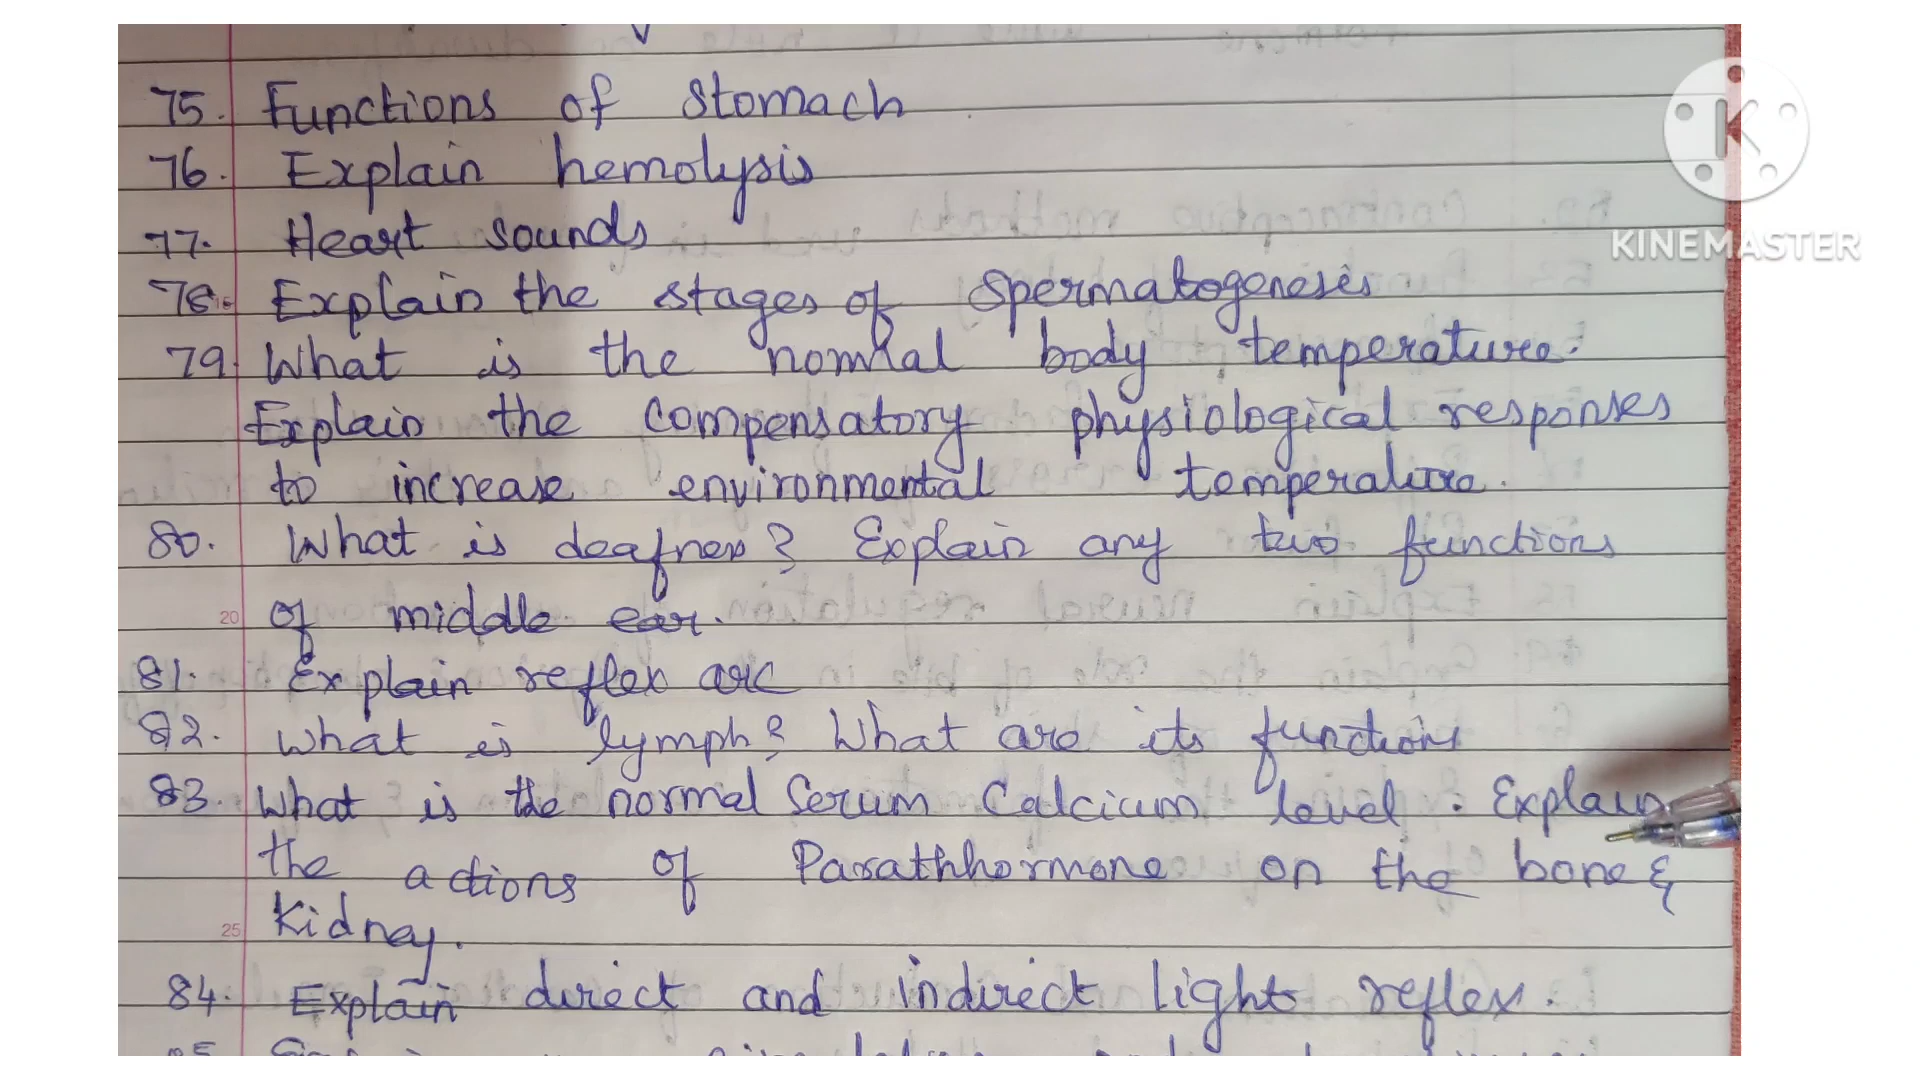 75. Functions of stomach
76. Explain hemolysis
77. Heart sounds
78. Explain the stages of spermatogenesis
79. What is the normal body temperature.
Explain the compensatory physiological responses
to increase environmental temperature.
80. What is deafness? Explain any two functions
20 of middle ear.
81. Explain reflex arc
82. What is lymph? What are its function
83. What is the normal Serum Calcium level. Explain
the actions of Parathhormone on the bone &
25 Kidney.
84. Explain direct and indirect light reflex.
KINEMASTER